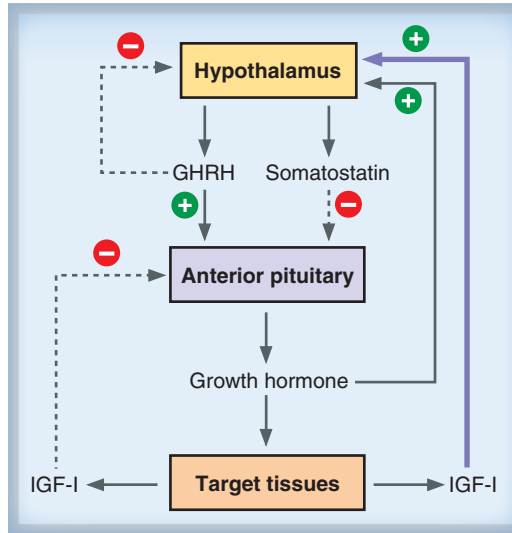 +
−
Hypothalamus
+
GHRH
Somatostatin
+
−
−
Anterior pituitary
Growth hormone
IGF-I
Target tissues
IGF-I